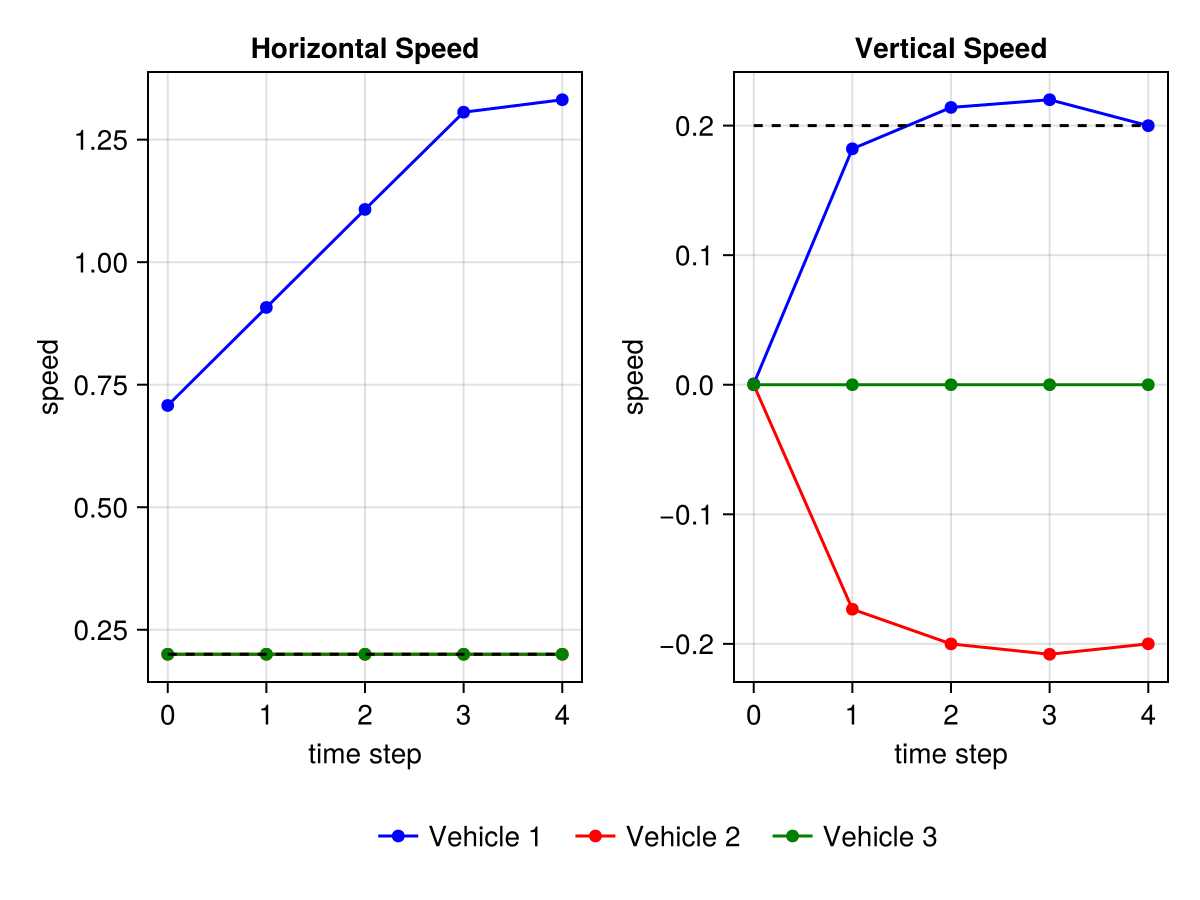 Horizontal Speed
speed
1.25
1.00
0.75
0.50
0.25
0 1 2 3 4
time step
Vertical Speed
speed
0.2
0.1
0.0
−0.1
−0.2
0 1 2 3 4
time step
Vehicle 1 Vehicle 2 Vehicle 3